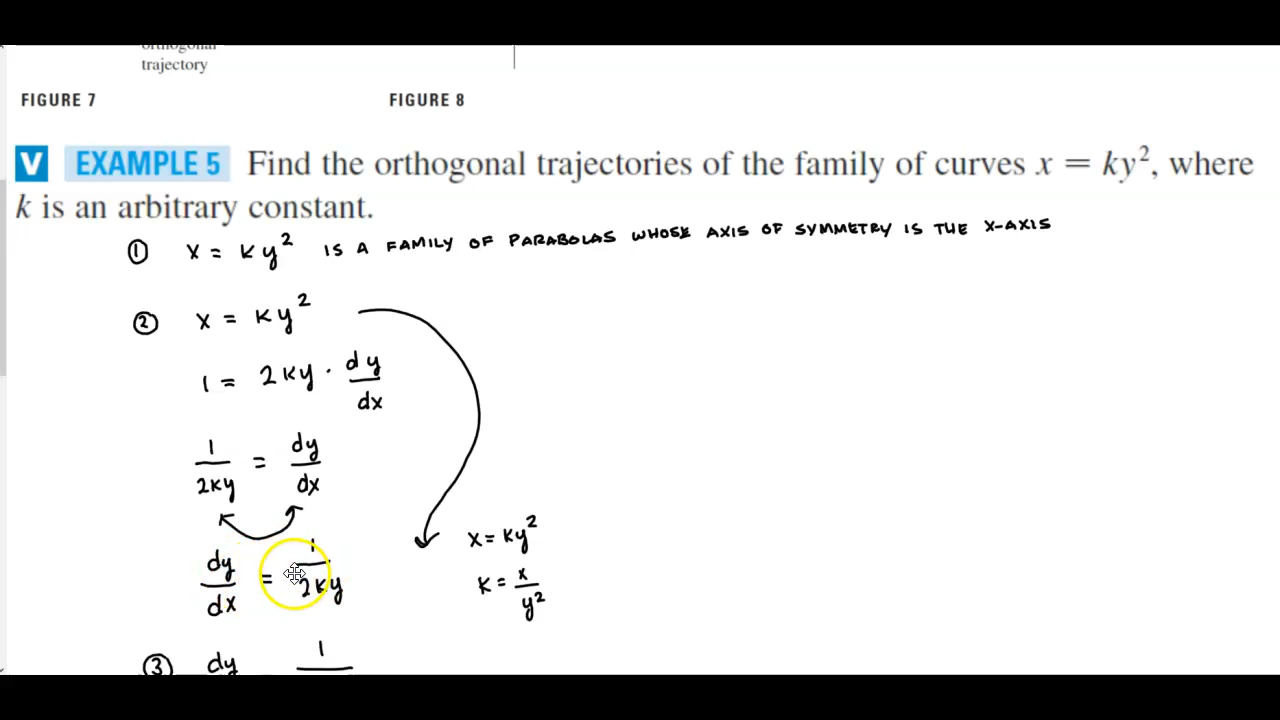 orthogonal
trajectory
FIGURE 7 FIGURE 8
V EXAMPLE 5 Find the orthogonal trajectories of the family of curves x = ky², where
k is an arbitrary constant.
① x = ky² IS A FAMILY OF PARABOLAS WHOSE AXIS OF SYMMETRY IS THE X-AXIS
② x = ky²
1 = 2ky · dy/dx
1/2ky = dy/dx
dy/dx = 1/2ky
x = ky²
k = x/y²
③ dy 1